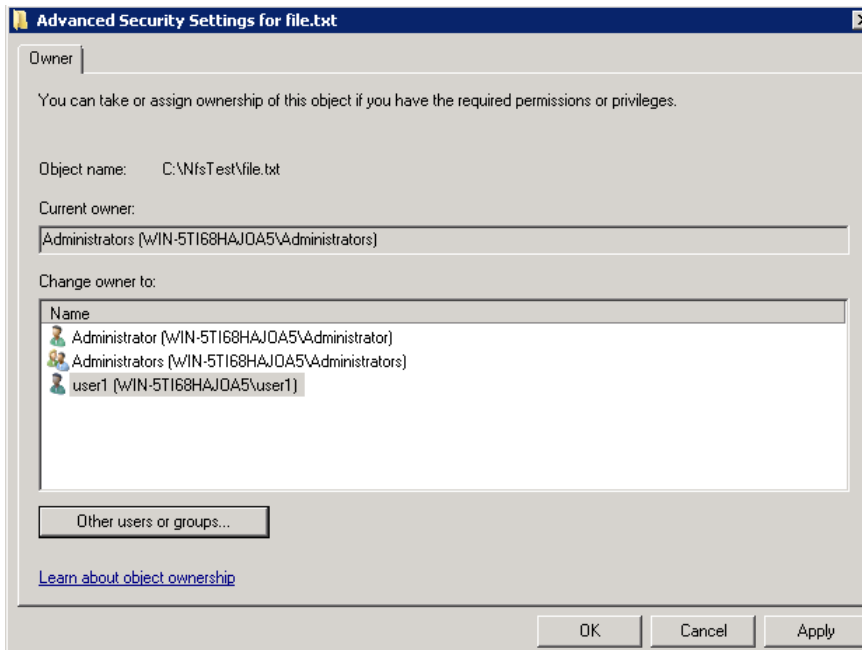 Advanced Security Settings for file.txt
Owner
You can take or assign ownership of this object if you have the required permissions or privileges.
Object name: C:\NfsTest\file.txt
Current owner:
Administrators (WIN-5TI68HAJOA5\Administrators)
Change owner to:
Name
Administrator (WIN-5TI68HAJOA5\Administrator)
Administrators (WIN-5TI68HAJOA5\Administrators)
user1 (WIN-5TI68HAJOA5\user1)
Other users or groups...
Learn about object ownership
OK Cancel Apply